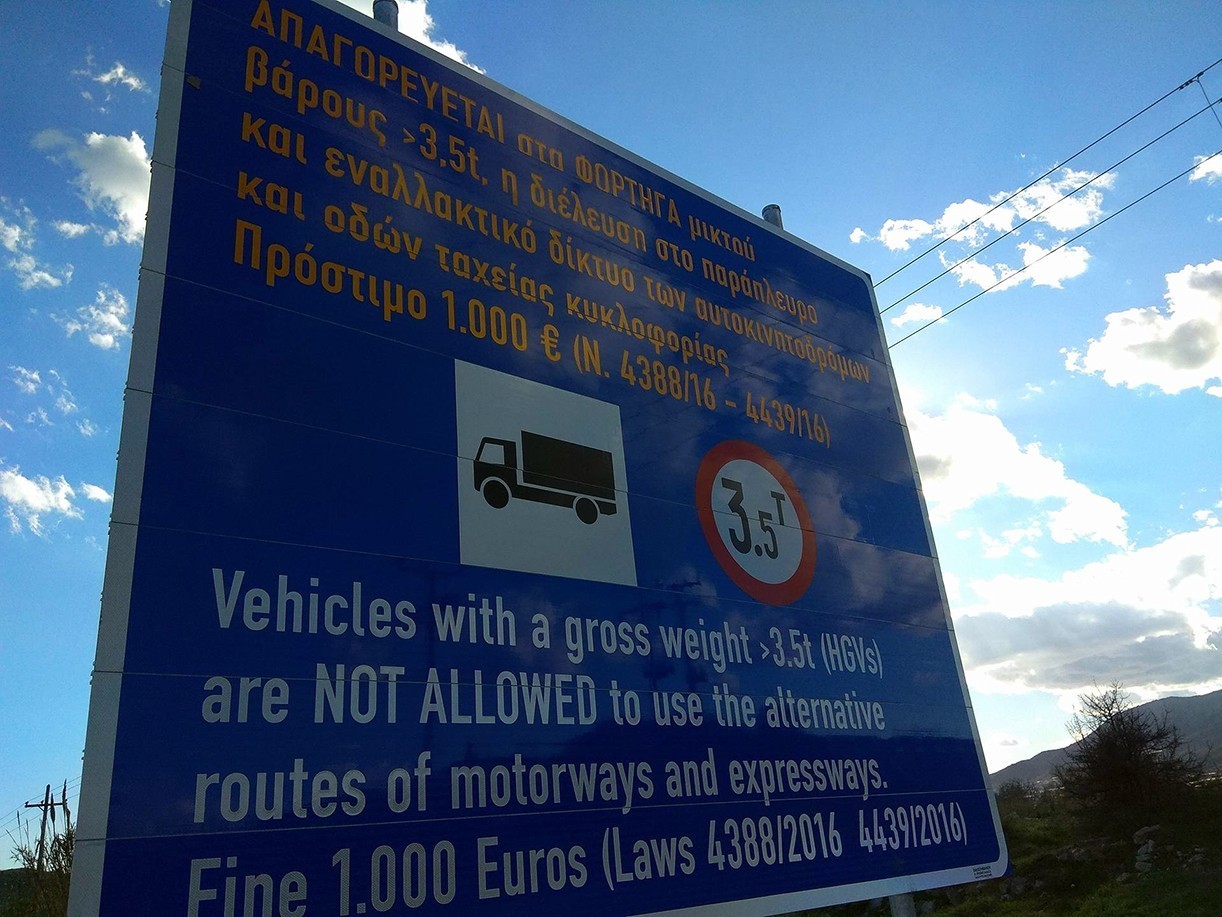 ΑΠΑΓΟΡΕΥΕΤΑΙ στα ΦΟΡΤΗΓΑ μικτού
βάρους >3,5t, η διέλευση στο παράπλευρο
και εναλλακτικό δίκτυο των αυτοκινητοδρόμων
και οδών ταχείας κυκλοφορίας
Πρόστιμο 1.000 € (Ν. 4388/16 - 4439/16)
3.5T
Vehicles with a gross weight >3.5t (HGVs)
are NOT ALLOWED to use the alternative
routes of motorways and expressways.
Fine 1.000 Euros (Laws 4388/2016 4439/2016)